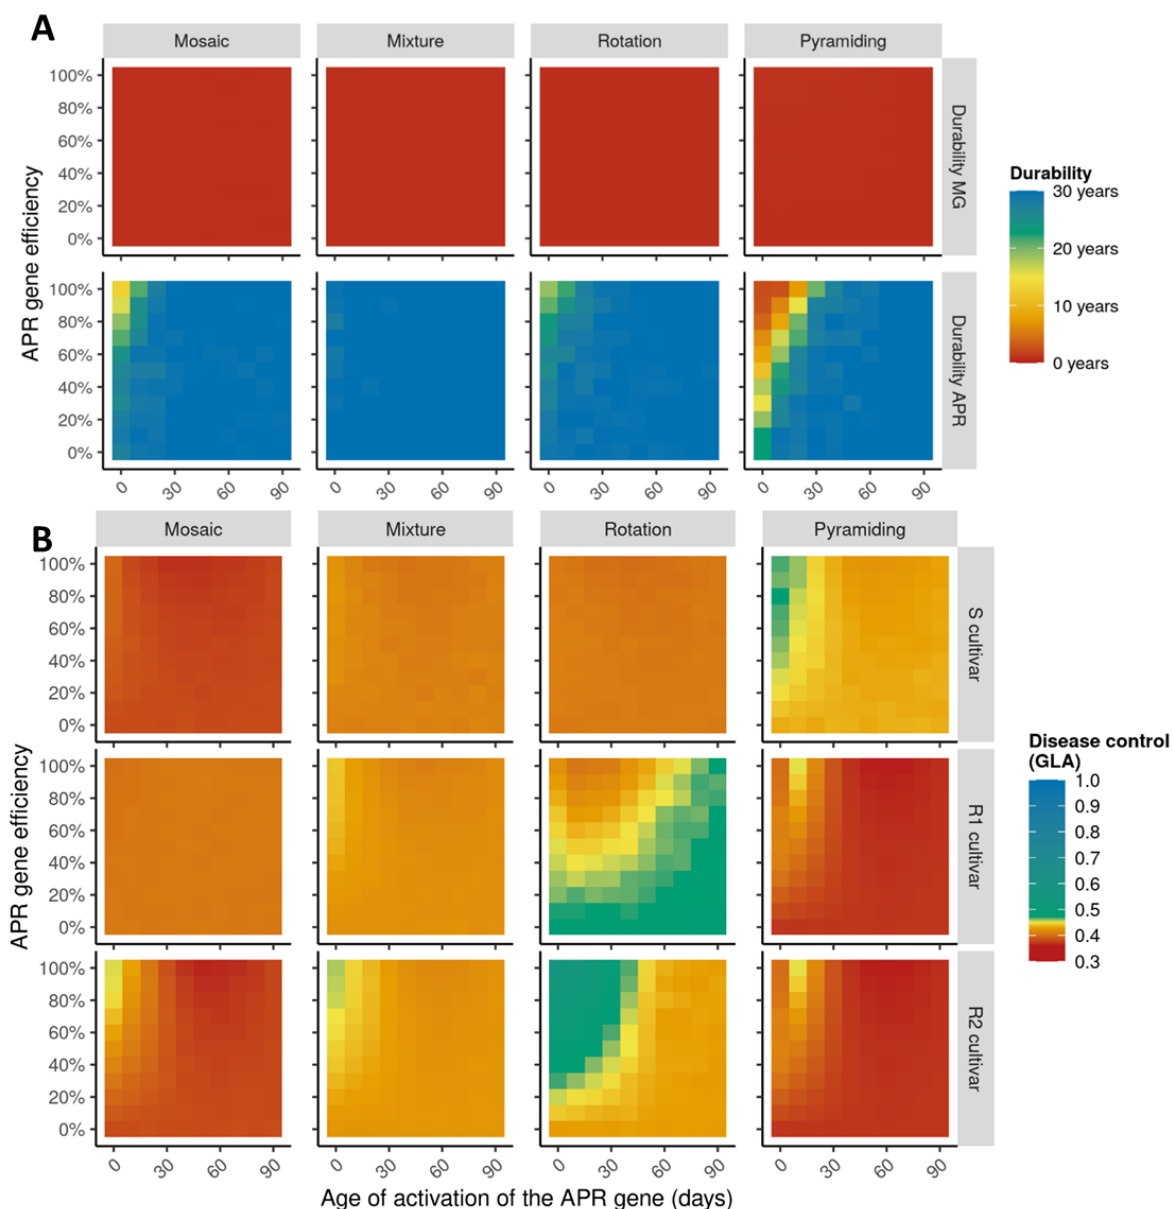 A
Mosaic Mixture Rotation Pyramiding
APR gene efficiency
100%
80%
60%
40%
20%
0%
Durability MG
100%
80%
60%
40%
20%
0%
Durability APR
0 30 60 90 0 30 60 90 0 30 60 90 0 30 60 90
Durability
30 years
20 years
10 years
0 years
B
Mosaic Mixture Rotation Pyramiding
APR gene efficiency
100%
80%
60%
40%
20%
0%
S cultivar
100%
80%
60%
40%
20%
0%
R1 cultivar
100%
80%
60%
40%
20%
0%
R2 cultivar
0 30 60 90 0 30 60 90 0 30 60 90 0 30 60 90
Age of activation of the APR gene (days)
Disease control
(GLA)
1.0
0.9
0.8
0.7
0.6
0.5
0.4
0.3